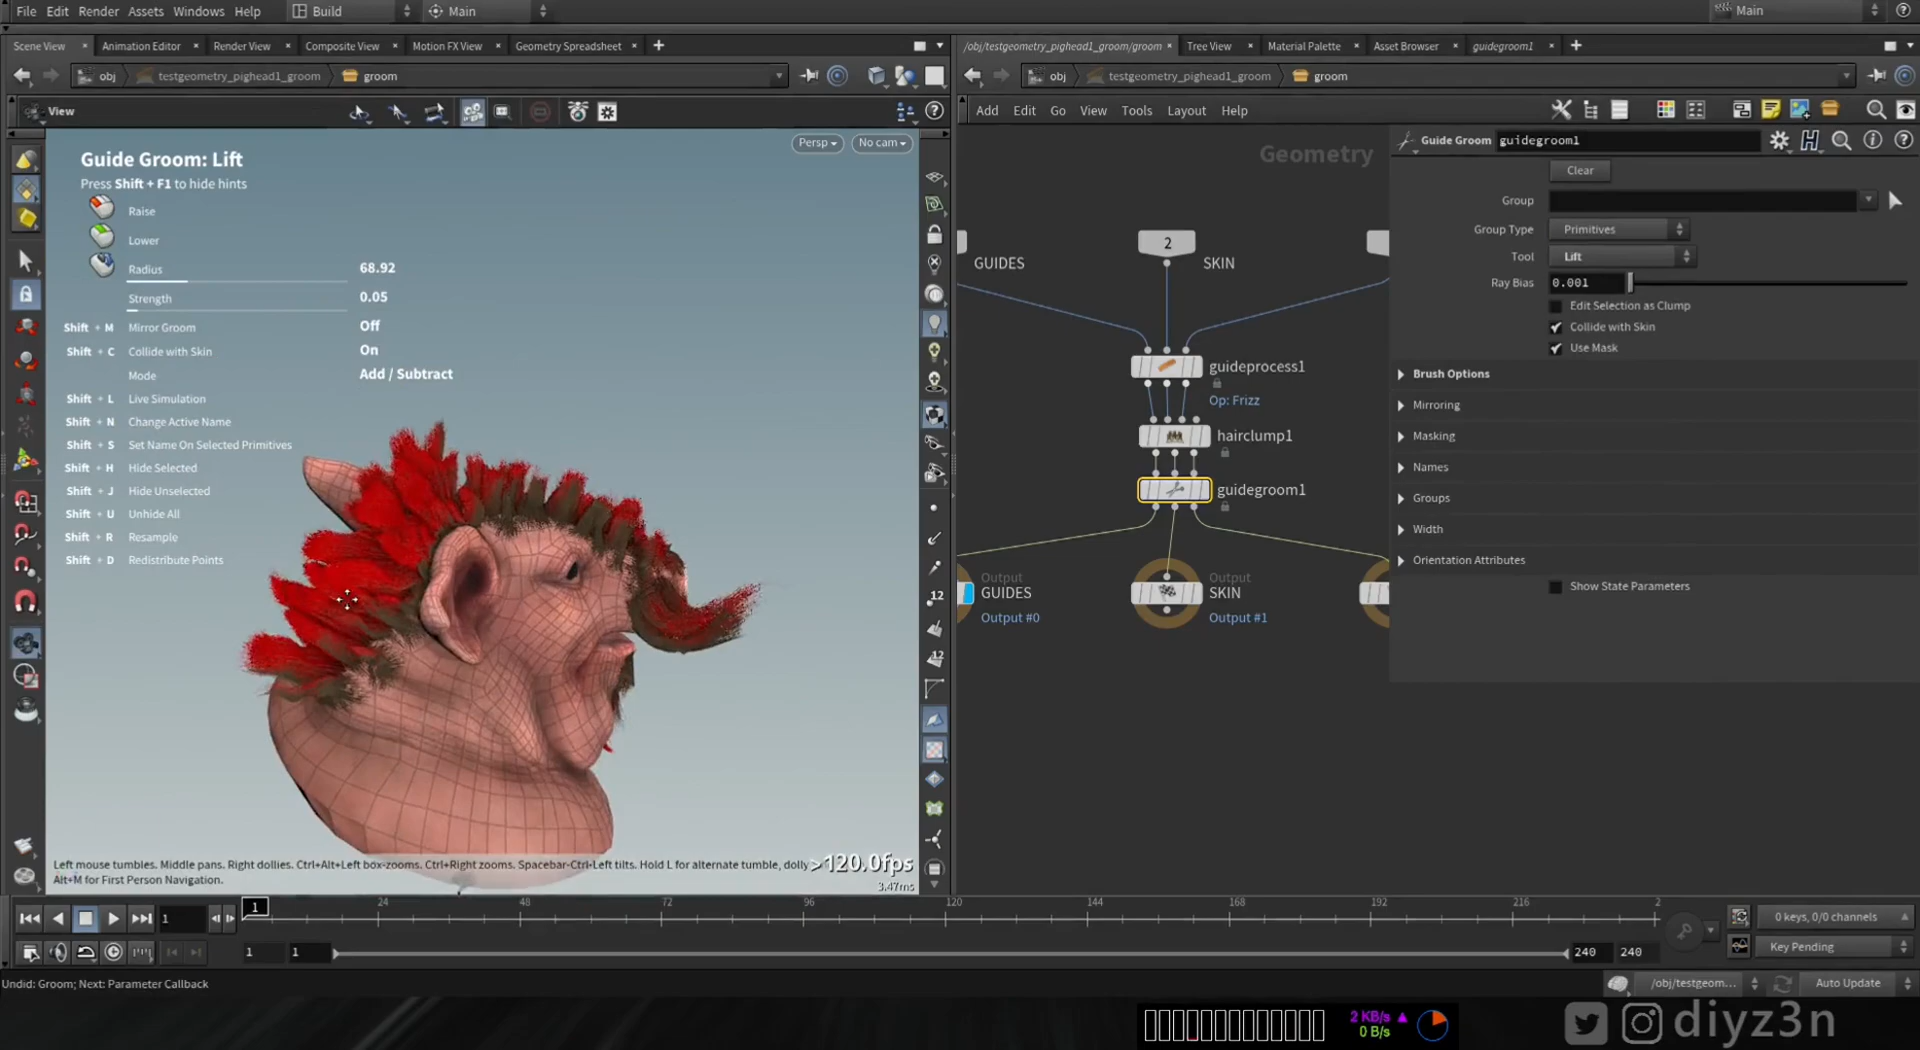 File Edit Render Assets Windows Help Build Main Main
Scene View Animation Editor Render View Composite View Motion FX View Geometry Spreadsheet
obj testgeometry_pighead1_groom groom
View
Persp No cam
Guide Groom: Lift
Press Shift + F1 to hide hints
Raise
Lower
Radius 68.92
Strength 0.05
Shift + M Mirror Groom Off
Shift + C Collide with Skin On
Mode Add / Subtract
Shift + L Live Simulation
Shift + N Change Active Name
Shift + S Set Name On Selected Primitives
Shift + H Hide Selected
Shift + J Hide Unselected
Shift + U Unhide All
Shift + R Resample
Shift + D Redistribute Points
12
12
Left mouse tumbles. Middle pans. Right dollies. Ctrl+Alt+Left box-zooms. Ctrl+Right zooms. Spacebar-Ctrl-Left tilts. Hold L for alternate tumble, dolly
Alt+M for First Person Navigation.
>120.0fps
3.47ms
/obj/testgeometry_pighead1_groom/groom Tree View Material Palette Asset Browser guidegroom1
obj testgeometry_pighead1_groom groom
Add Edit Go View Tools Layout Help
Geometry
GUIDES
2
SKIN
guideprocess1
Op: Frizz
hairclump1
guidegroom1
Output
GUIDES
Output #0
Output
SKIN
Output #1
Guide Groom guidegroom1
Clear
Group
Group Type Primitives
Tool Lift
Ray Bias 0.001
Edit Selection as Clump
Collide with Skin
Use Mask
Brush Options
Mirroring
Masking
Names
Groups
Width
Orientation Attributes
Show State Parameters
1 1 24 48 72 96 120 144 168 192 216 2
0 keys, 0/0 channels
1 1 240 240
Key Pending
Undid: Groom; Next: Parameter Callback
/obj/testgeom... Auto Update
2 KB/s
0 B/s
diyz3n